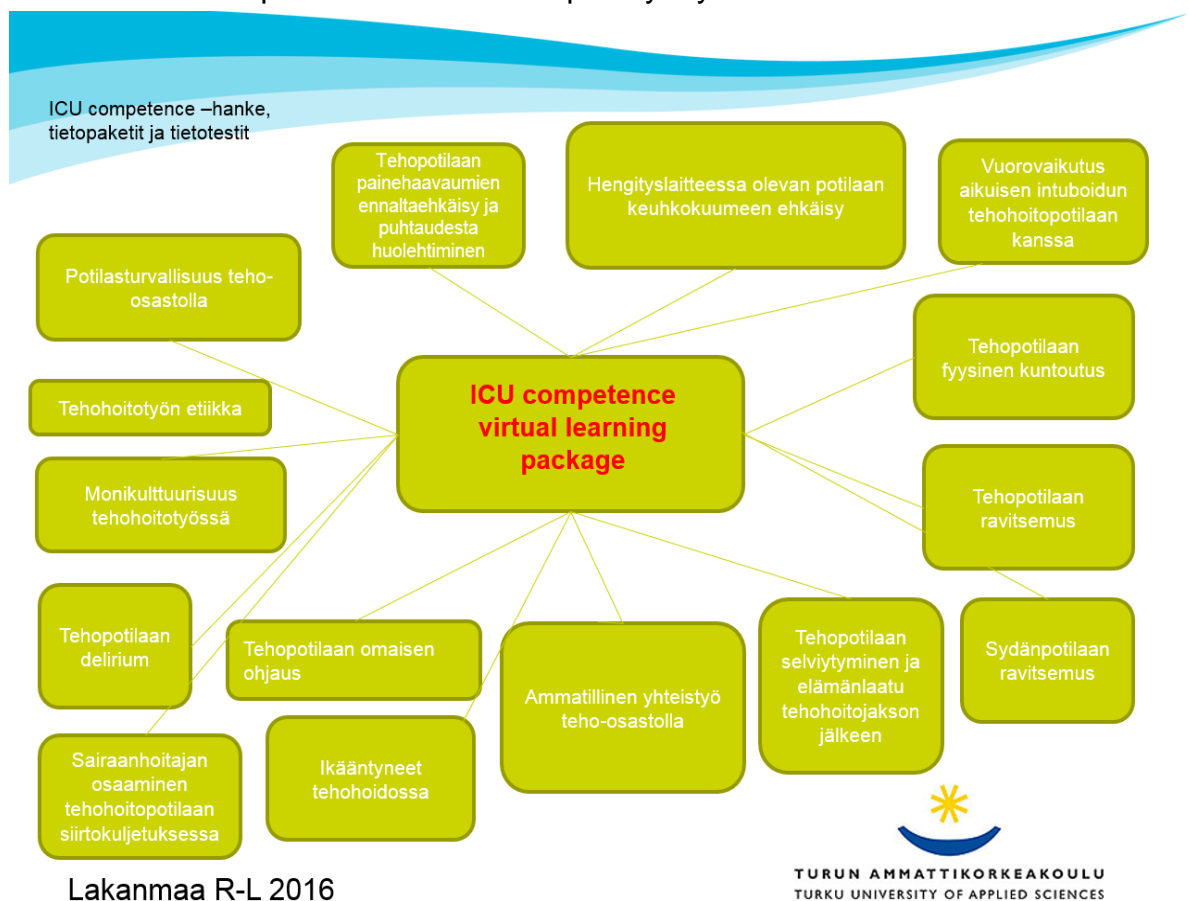 ICU competence –hanke,
tietopaketit ja tietotestit
Tehopotilaan
painehaavaumien
ennaltaehkäisy ja
puhtaudesta
huolehtiminen
Hengityslaitteessa olevan potilaan
keuhkokuumeen ehkäisy
Vuorovaikutus
aikuisen intuboidun
tehohoitopotilaan
kanssa
Potilasturvallisuus teho-
osastolla
Tehopotilaan
fyysinen kuntoutus
ICU competence
virtual learning
package
Tehohoitotyön etiikka
Monikulttuurisuus
tehohoitotyössä
Tehopotilaan
ravitsemus
Tehopotilaan
delirium
Tehopotilaan omaisen
ohjaus
Ammatillinen yhteistyö
teho-osastolla
Tehopotilaan
selviytyminen ja
elämänlaatu
tehohoitojakson
jälkeen
Sydänpotilaan
ravitsemus
Sairaanhoitajan
osaaminen
tehohoitopotilaan
siirtokuljetuksessa
Ikääntyneet
tehohoidossa
Lakanmaa R-L 2016
TURUN AMMATTIKORKEAKOULU
TURKU UNIVERSITY OF APPLIED SCIENCES